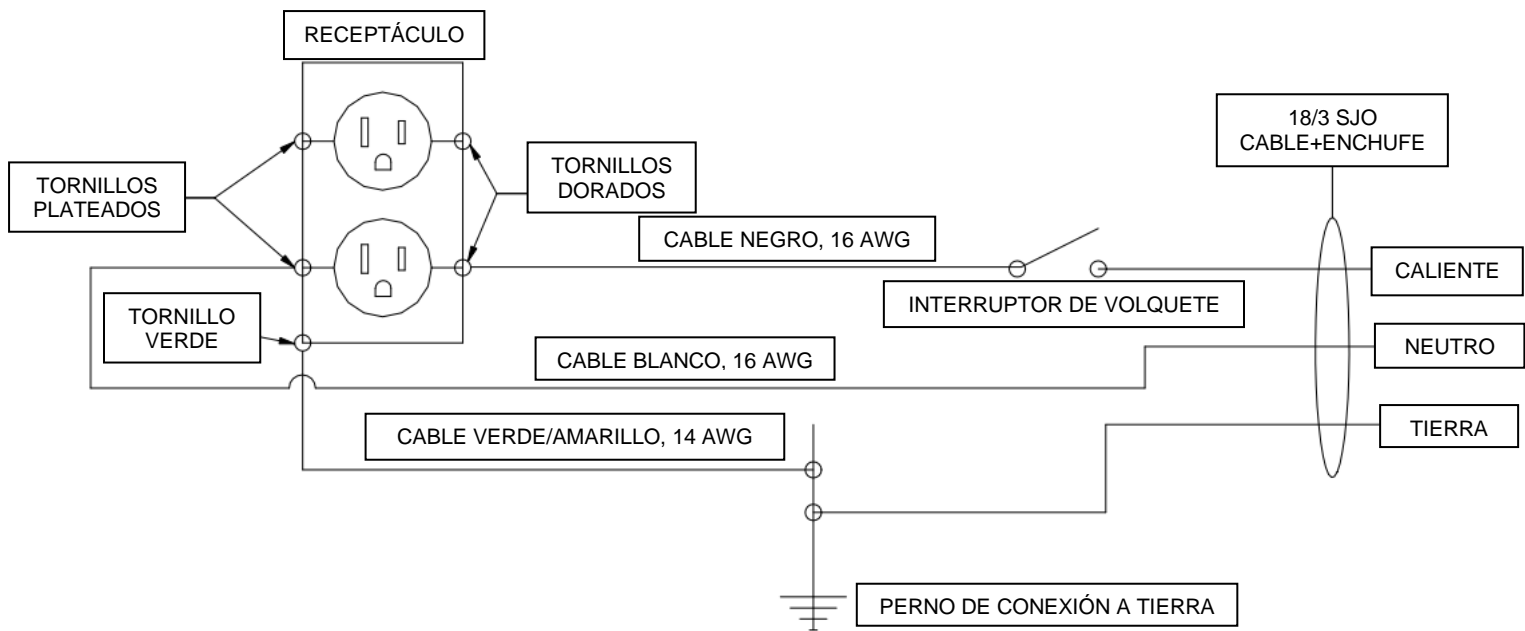 RECEPTÁCULO
18/3 SJO
CABLE+ENCHUFE
TORNILLOS
PLATEADOS
TORNILLOS
DORADOS
CABLE NEGRO, 16 AWG
CALIENTE
INTERRUPTOR DE VOLQUETE
TORNILLO
VERDE
CABLE BLANCO, 16 AWG
NEUTRO
CABLE VERDE/AMARILLO, 14 AWG
TIERRA
PERNO DE CONEXIÓN A TIERRA